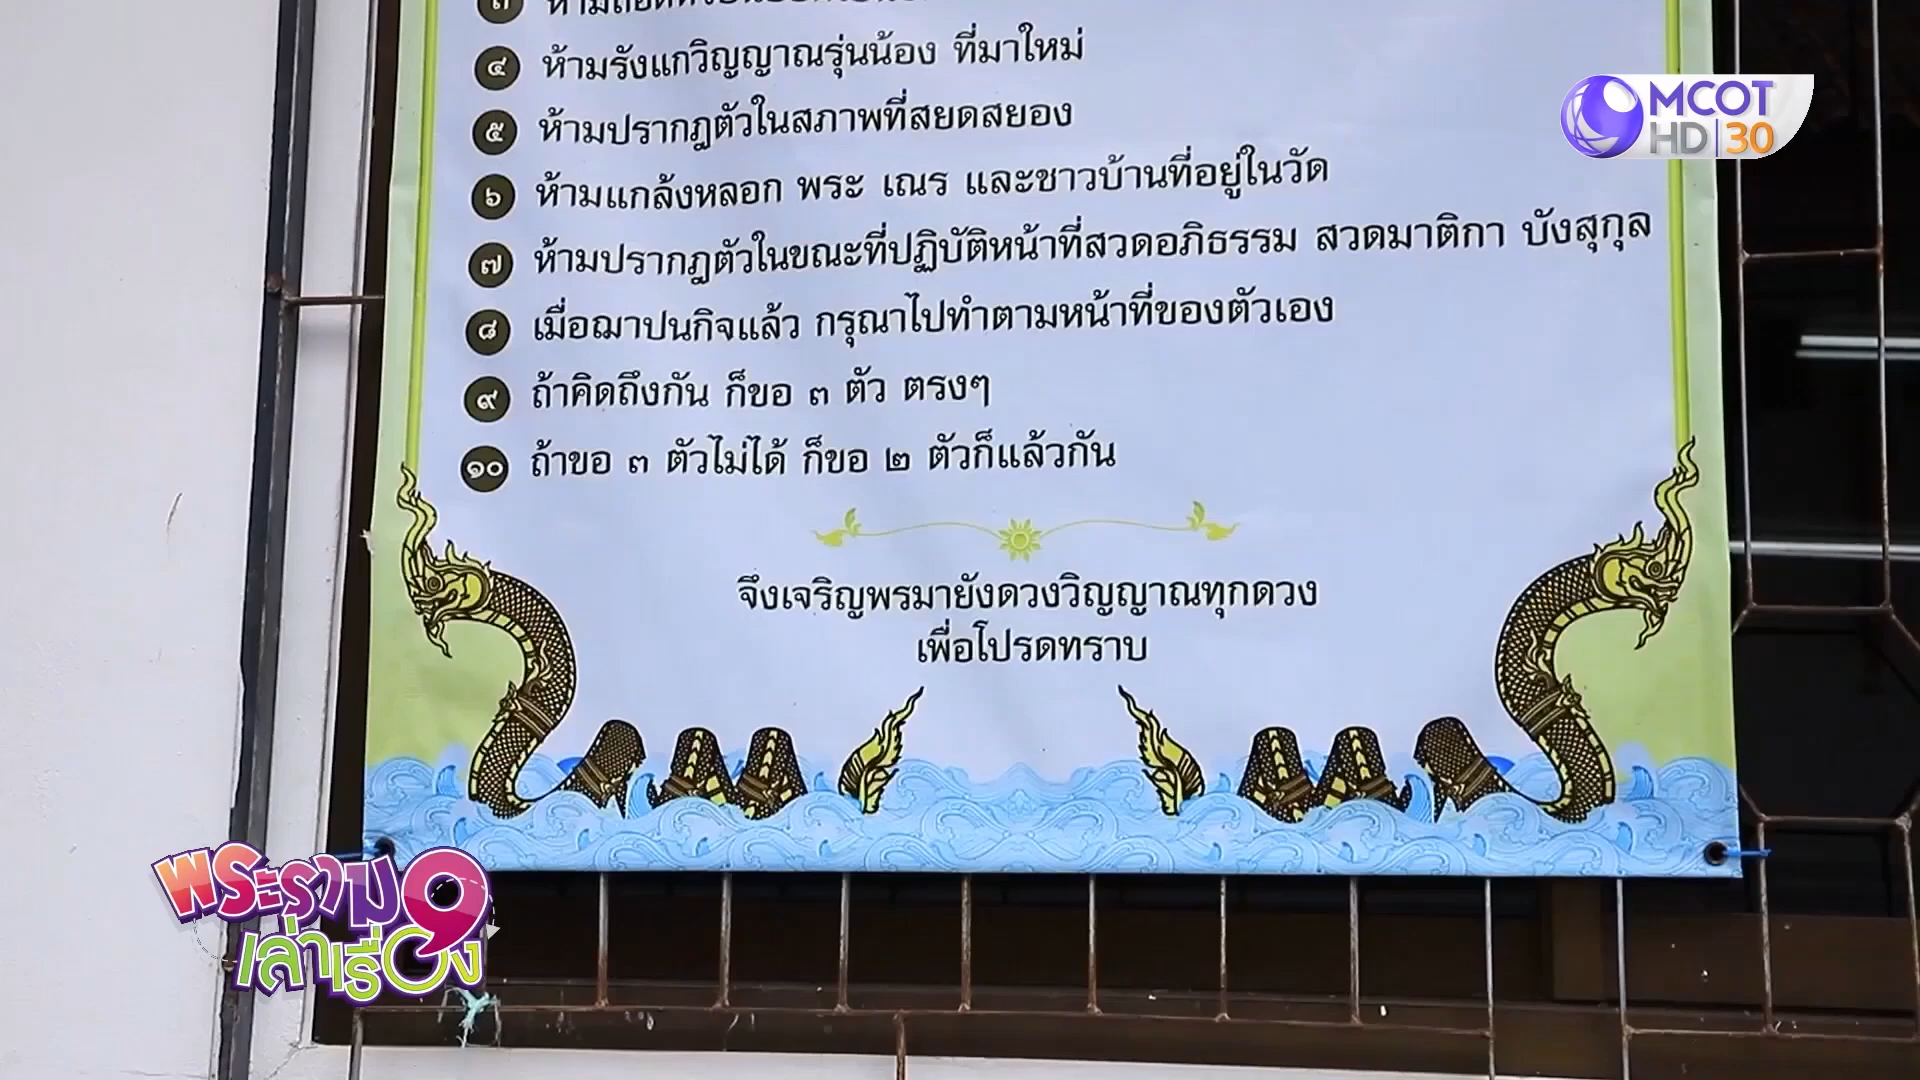 ๓
๔ ห้ามรังแกวิญญาณรุ่นน้อง ที่มาใหม่
๕ ห้ามปรากฏตัวในสภาพที่สยดสยอง
๖ ห้ามแกล้งหลอก พระ เณร และชาวบ้านที่อยู่ในวัด
๗ ห้ามปรากฏตัวในขณะที่ปฏิบัติหน้าที่สวดอภิธรรม สวดมาติกา บังสุกุล
๘ เมื่อฌาปนกิจแล้ว กรุณาไปทำตามหน้าที่ของตัวเอง
๙ ถ้าคิดถึงกัน ก็ขอ ๓ ตัว ตรงๆ
๑๐ ถ้าขอ ๓ ตัวไม่ได้ ก็ขอ ๒ ตัวก็แล้วกัน
จึงเจริญพรมายังดวงวิญญาณทุกดวง
เพื่อโปรดทราบ
MCOT
HD|30
พระราม ๙
เล่าเรื่อง